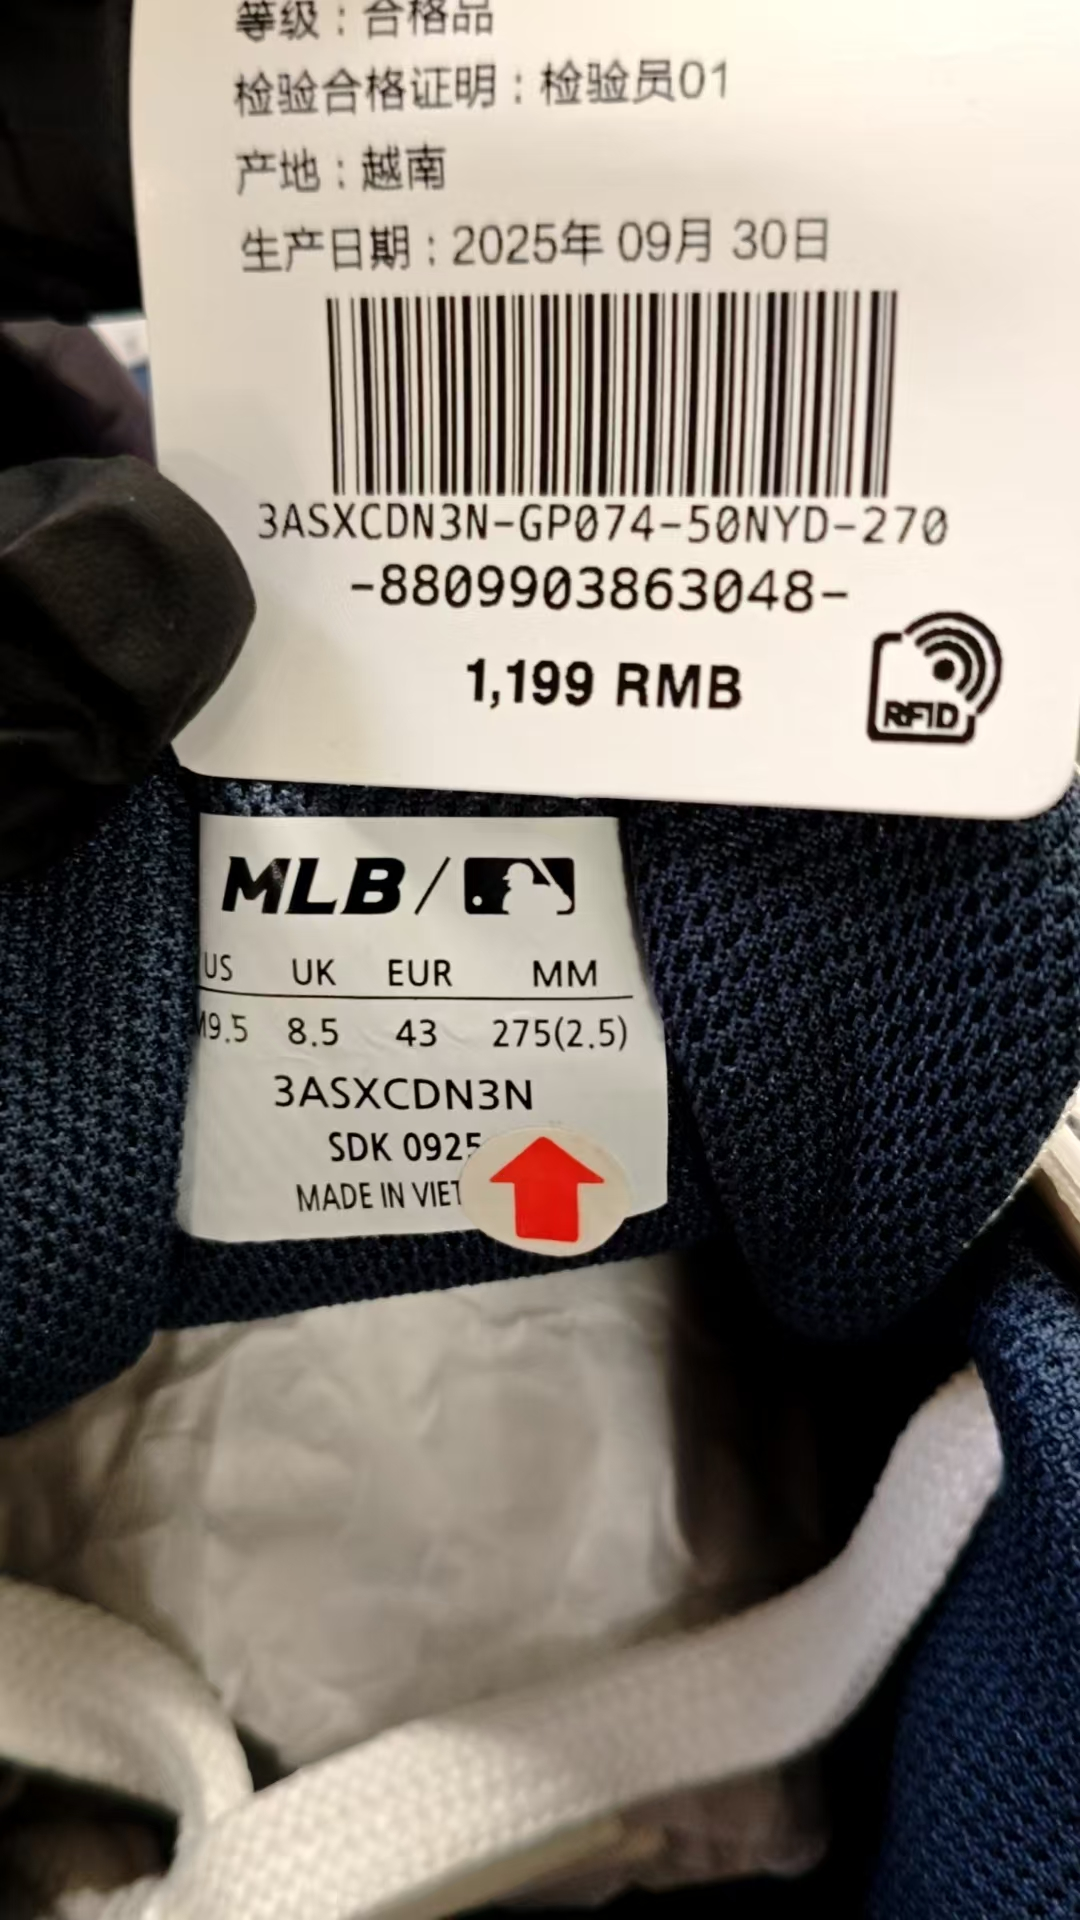 等级：合格品
检验合格证明：检验员01
产地：越南
生产日期：2025年 09月 30日
3ASXCDN3N-GP074-50NYD-270
-8809903863048-
1,199 RMB
RFID
MLB
US UK EUR MM
M9.5 8.5 43 275(2.5)
3ASXCDN3N
SDK 0925
MADE IN VIET